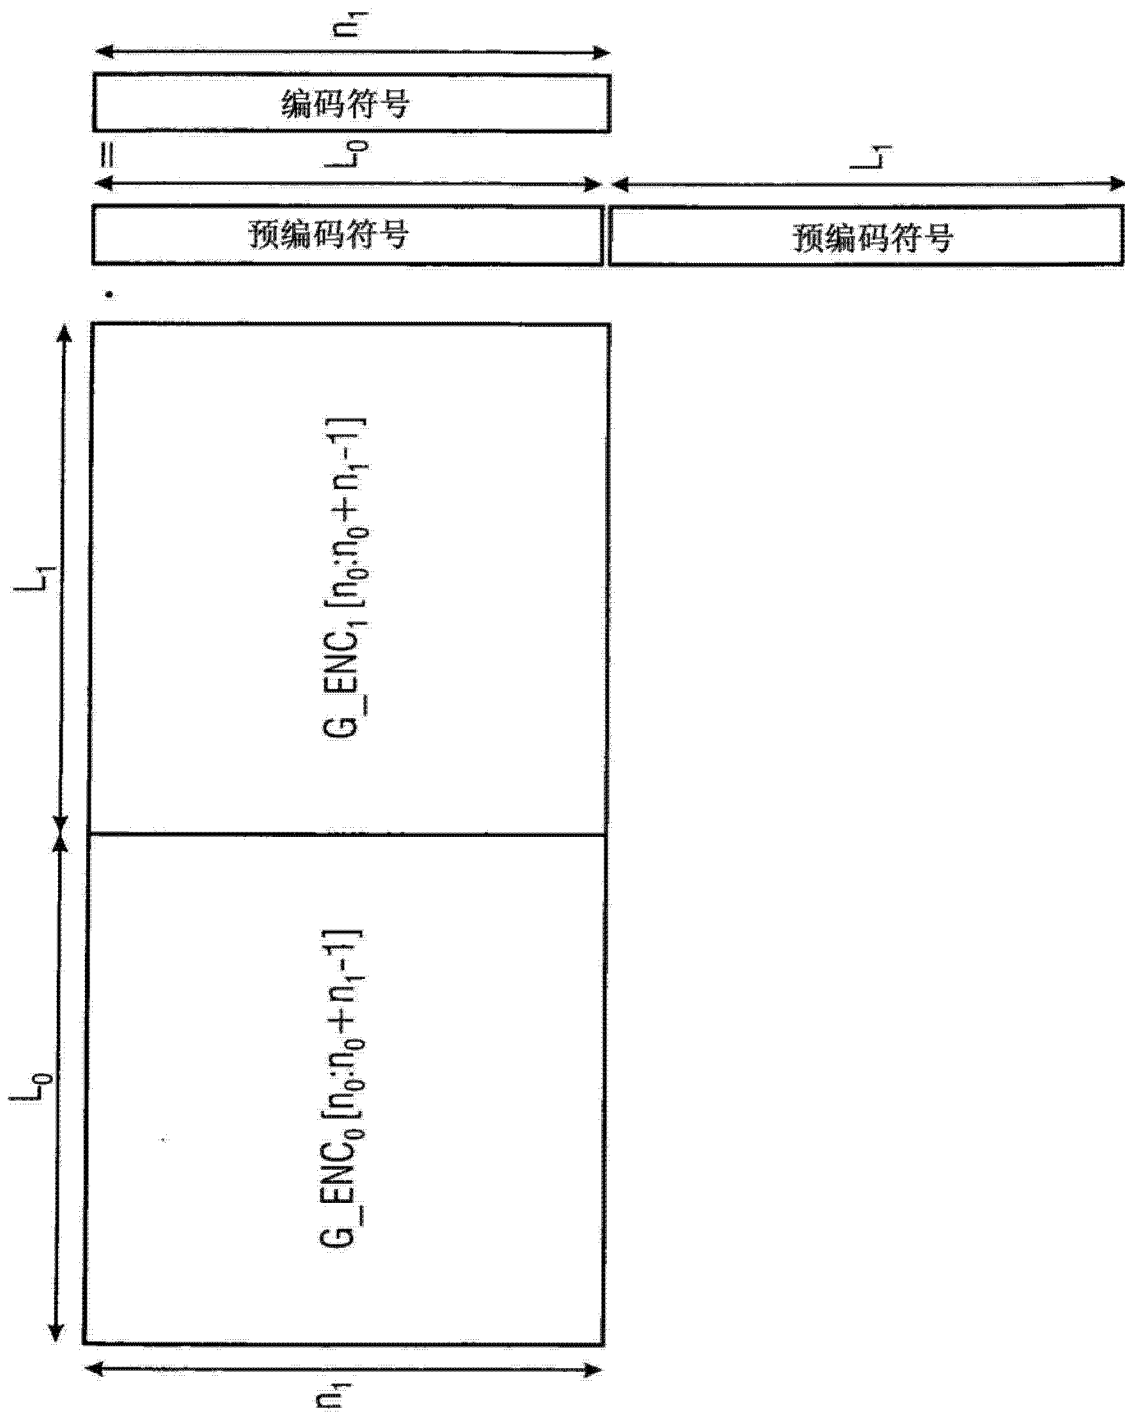 L₀
L₁
n₁
G_ENC₀ [n₀:n₀+n₁-1]
G_ENC₁ [n₀:n₀+n₁-1]
·
预编码符号
L₀
预编码符号
L₁
=
编码符号
n₁